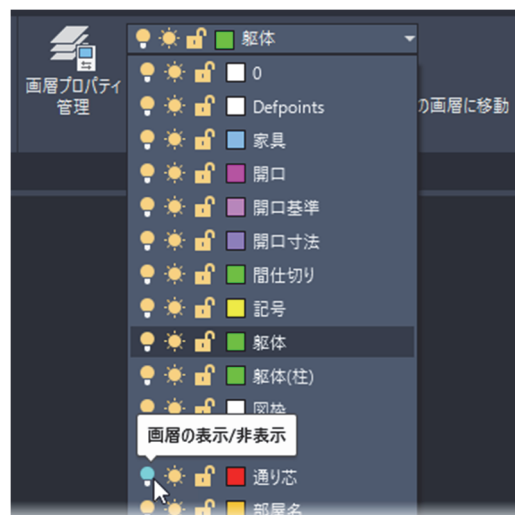 躯体
画層プロパティ
管理
0
Defpoints
の画層に移動
家具
開口
開口基準
開口寸法
間仕切り
記号
躯体
躯体(柱)
図枠
画層の表示/非表示
通り芯
部屋名